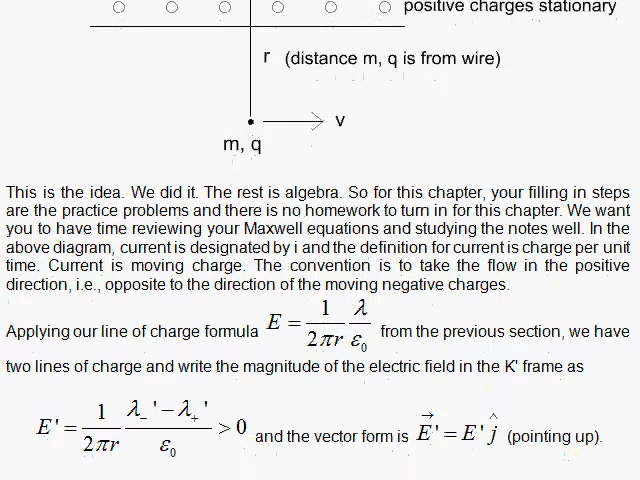 positive charges stationary
r (distance m, q is from wire)
v
m, q
This is the idea. We did it. The rest is algebra. So for this chapter, your filling in steps
are the practice problems and there is no homework to turn in for this chapter. We want
you to have time reviewing your Maxwell equations and studying the notes well. In the
above diagram, current is designated by i and the definition for current is charge per unit
time. Current is moving charge. The convention is to take the flow in the positive
direction, i.e., opposite to the direction of the moving negative charges.
Applying our line of charge formula E = 1/2πr λ/ε₀ from the previous section, we have
two lines of charge and write the magnitude of the electric field in the K' frame as
E' = 1/2πr (λ₋' − λ₊')/ε₀ > 0 and the vector form is E⃗' = E' ĵ (pointing up).